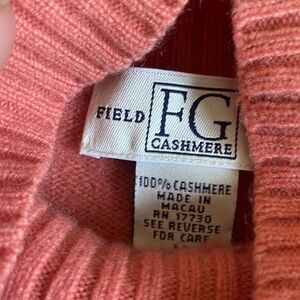 FIELD FG
CASHMERE
100% CASHMERE
MADE IN
MACAU
RN 17730
SEE REVERSE
FOR CARE